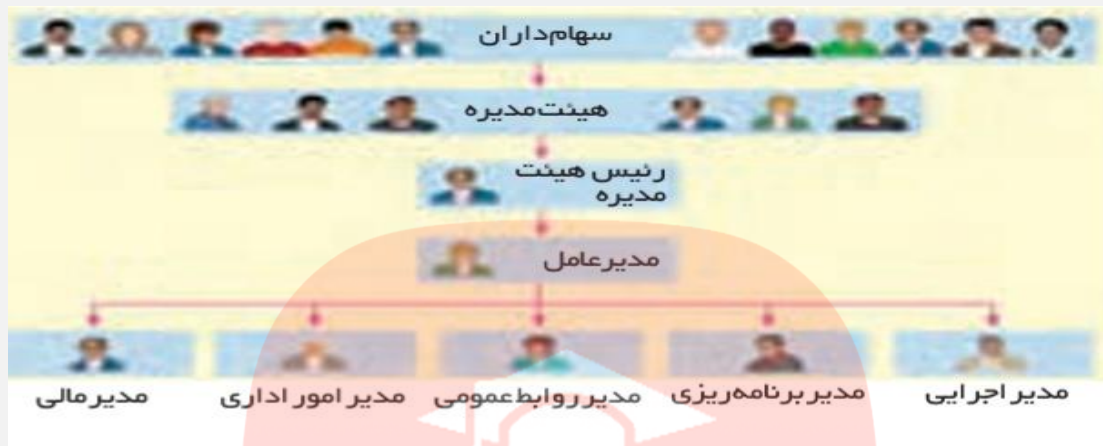 سهام‌داران
هیئت‌مدیره
رئیس هیئت
مدیره
مدیرعامل
مدیر اجرایی
مدیر برنامه‌ریزی
مدیر روابط عمومی
مدیر امور اداری
مدیر مالی